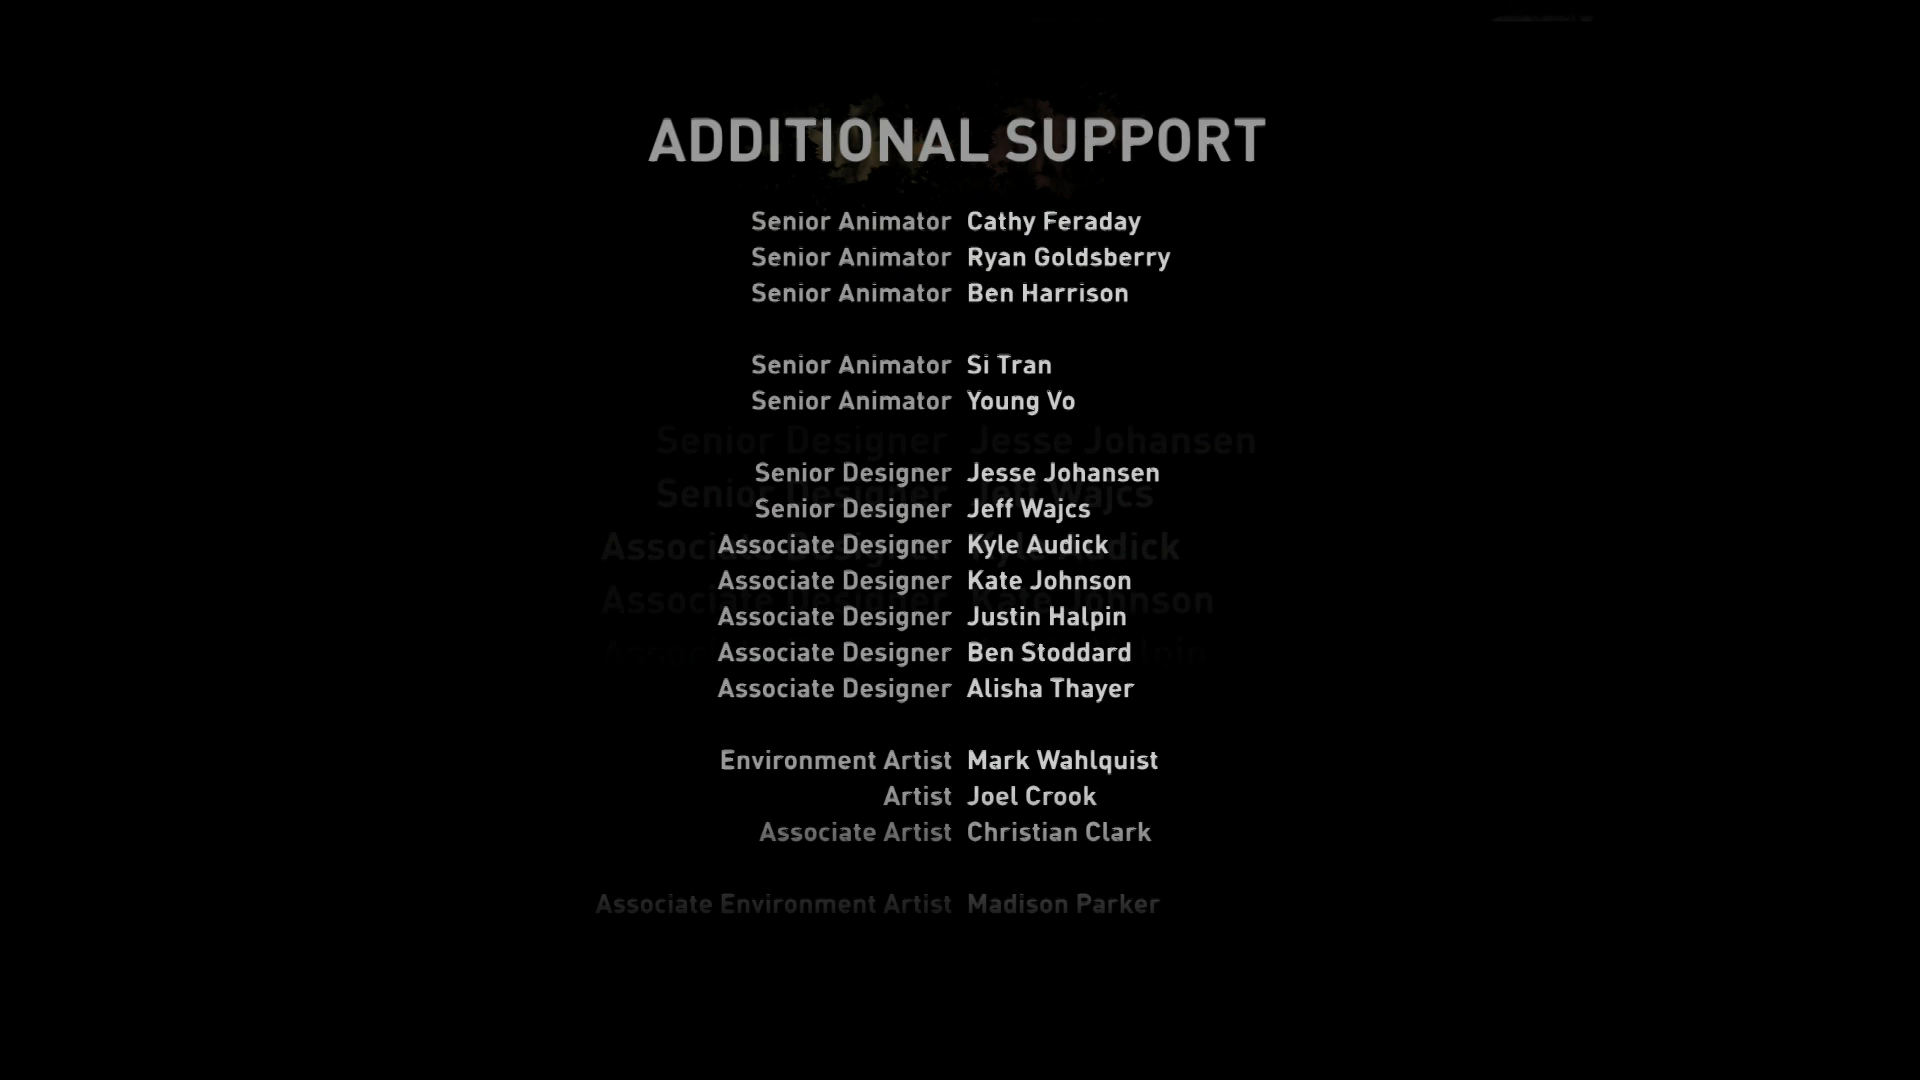 ADDITIONAL SUPPORT
Senior Animator Cathy Feraday
Senior Animator Ryan Goldsberry
Senior Animator Ben Harrison
Senior Animator Si Tran
Senior Animator Young Vo
Senior Designer Jesse Johansen
Senior Designer Jeff Wajcs
Associate Designer Kyle Audick
Associate Designer Kate Johnson
Associate Designer Justin Halpin
Associate Designer Ben Stoddard
Associate Designer Alisha Thayer
Environment Artist Mark Wahlquist
Artist Joel Crook
Associate Artist Christian Clark
Associate Environment Artist Madison Parker